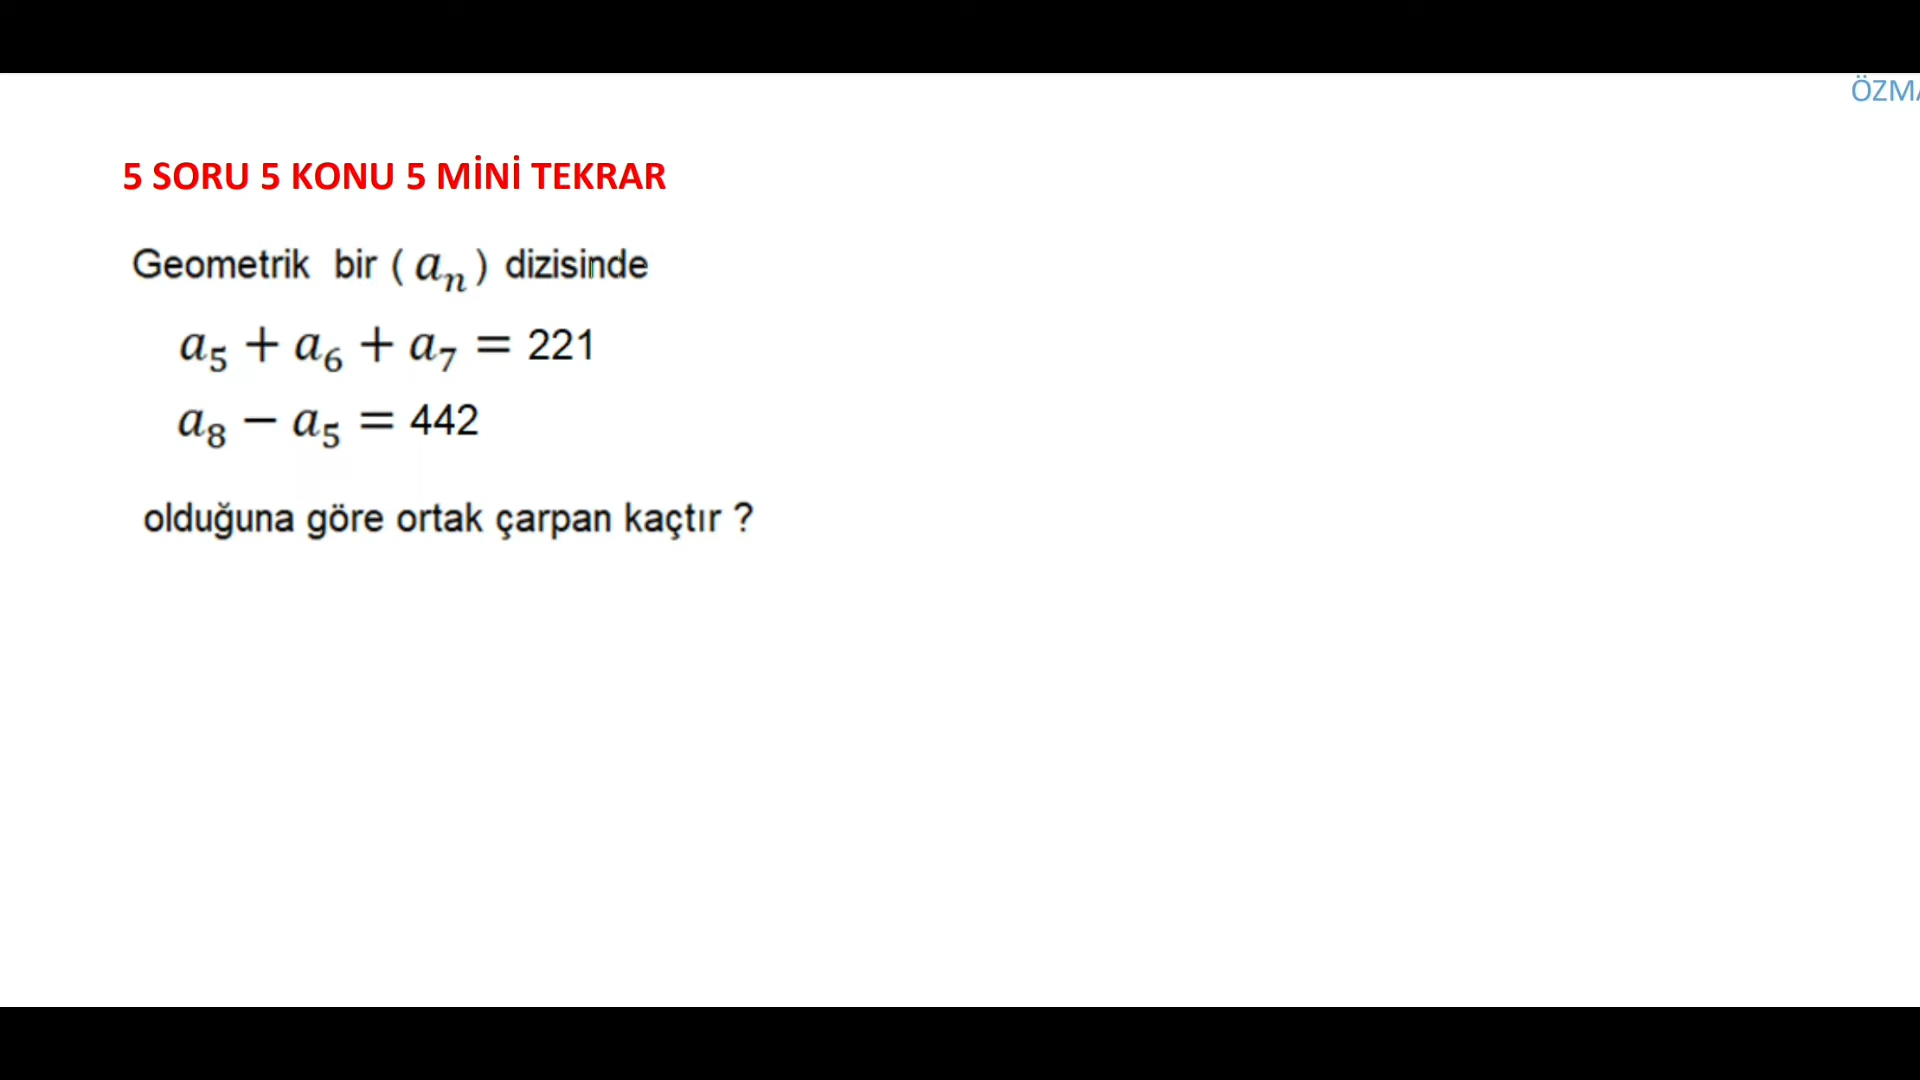 ÖZMA
5 SORU 5 KONU 5 MİNİ TEKRAR
Geometrik bir ( aₙ ) dizisinde
a₅ + a₆ + a₇ = 221
a₈ − a₅ = 442
olduğuna göre ortak çarpan kaçtır ?